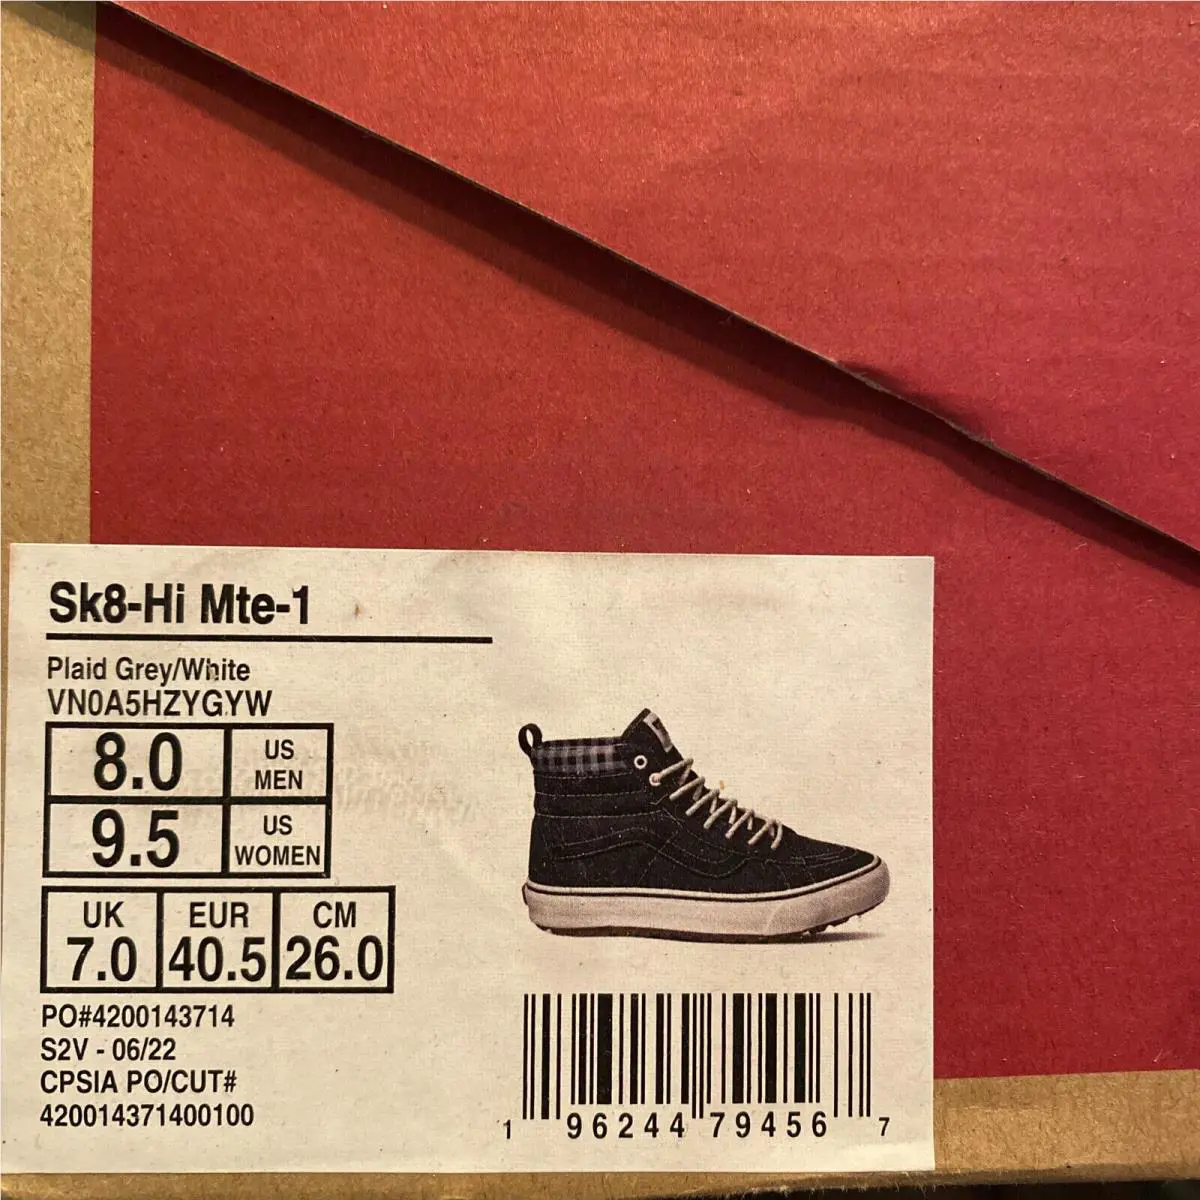 Sk8-Hi Mte-1
Plaid Grey/White
VN0A5HZYGYW
8.0 US MEN
9.5 US WOMEN
UK EUR CM
7.0 40.5 26.0
PO#4200143714
S2V - 06/22
CPSIA PO/CUT#
420014371400100
1 96244 79456 7